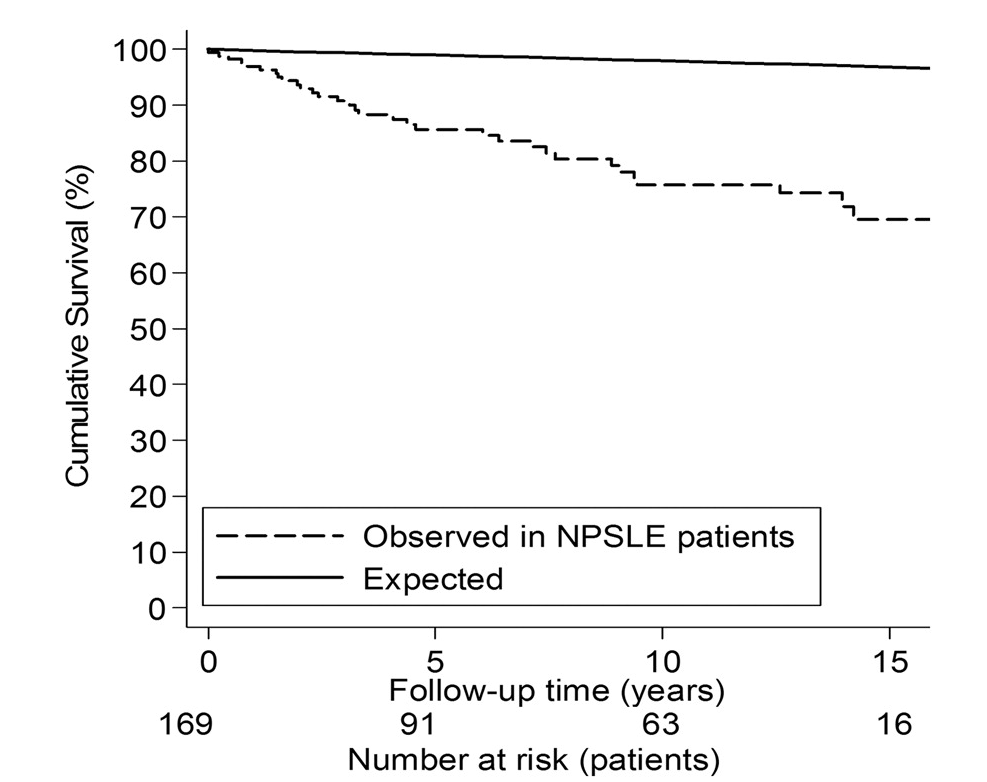 100
90
80
70
60
50
40
30
20
10
0
Cumulative Survival (%)
Observed in NPSLE patients
Expected
0 5 10 15
Follow-up time (years)
169 91 63 16
Number at risk (patients)